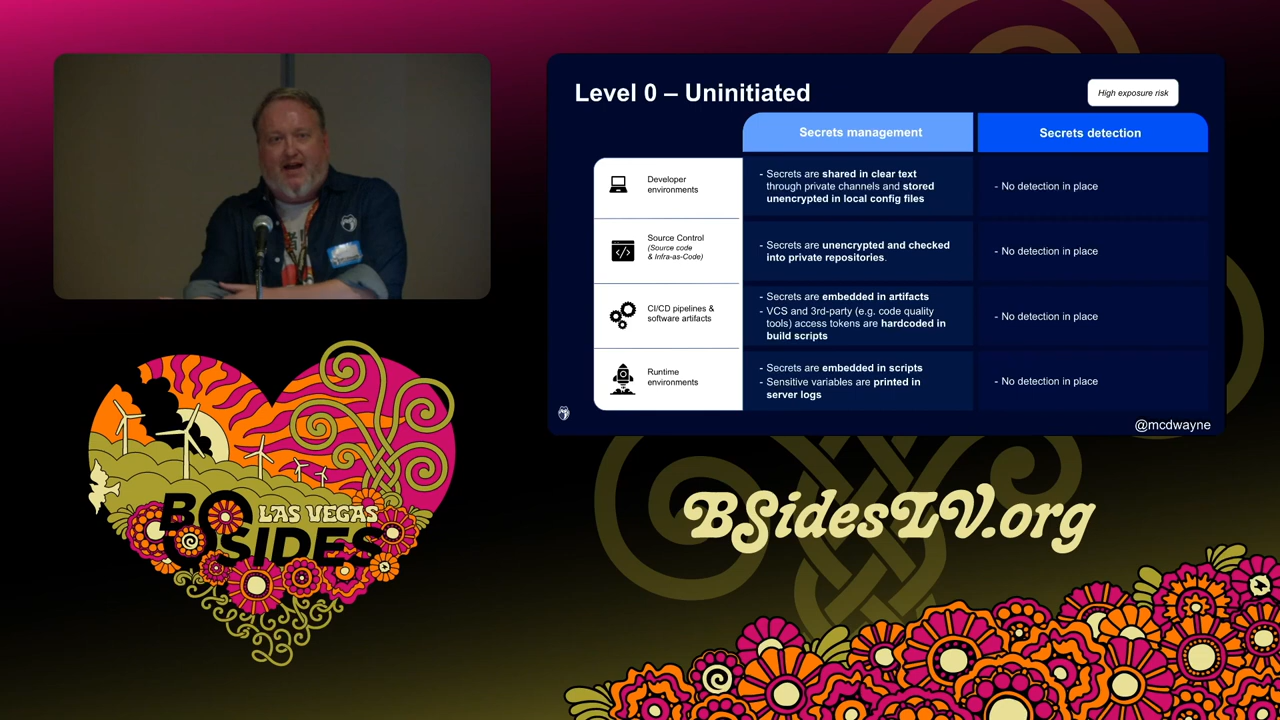 Level 0 – Uninitiated
High exposure risk
Secrets management
Secrets detection
Developer
environments
- Secrets are shared in clear text
through private channels and stored
unencrypted in local config files
- No detection in place
Source Control
(Source code
& Infra-as-Code)
- Secrets are unencrypted and checked
into private repositories.
- No detection in place
CI/CD pipelines &
software artifacts
- Secrets are embedded in artifacts
- VCS and 3rd-party (e.g. code quality
tools) access tokens are hardcoded in
build scripts
- No detection in place
Runtime
environments
- Secrets are embedded in scripts
- Sensitive variables are printed in
server logs
- No detection in place
@mcdwayne
LAS VEGAS
BSIDES
BSidesLV.org